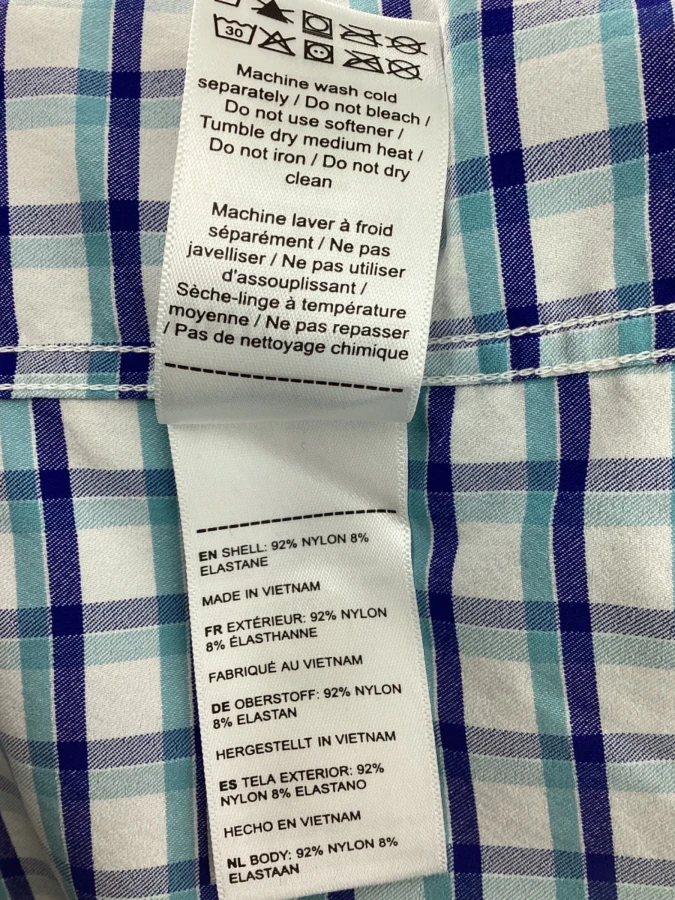 30
Machine wash cold
separately / Do not bleach /
Do not use softener /
Tumble dry medium heat /
Do not iron / Do not dry
clean
Machine laver à froid
séparément / Ne pas
javelliser / Ne pas utiliser
d'assouplissant /
Sèche-linge à température
moyenne / Ne pas repasser
/ Pas de nettoyage chimique
EN SHELL: 92% NYLON 8%
ELASTANE
MADE IN VIETNAM
FR EXTÉRIEUR: 92% NYLON
8% ÉLASTHANNE
FABRIQUÉ AU VIETNAM
DE OBERSTOFF: 92% NYLON
8% ELASTAN
HERGESTELLT IN VIETNAM
ES TELA EXTERIOR: 92%
NYLON 8% ELASTANO
HECHO EN VIETNAM
NL BODY: 92% NYLON 8%
ELASTAAN